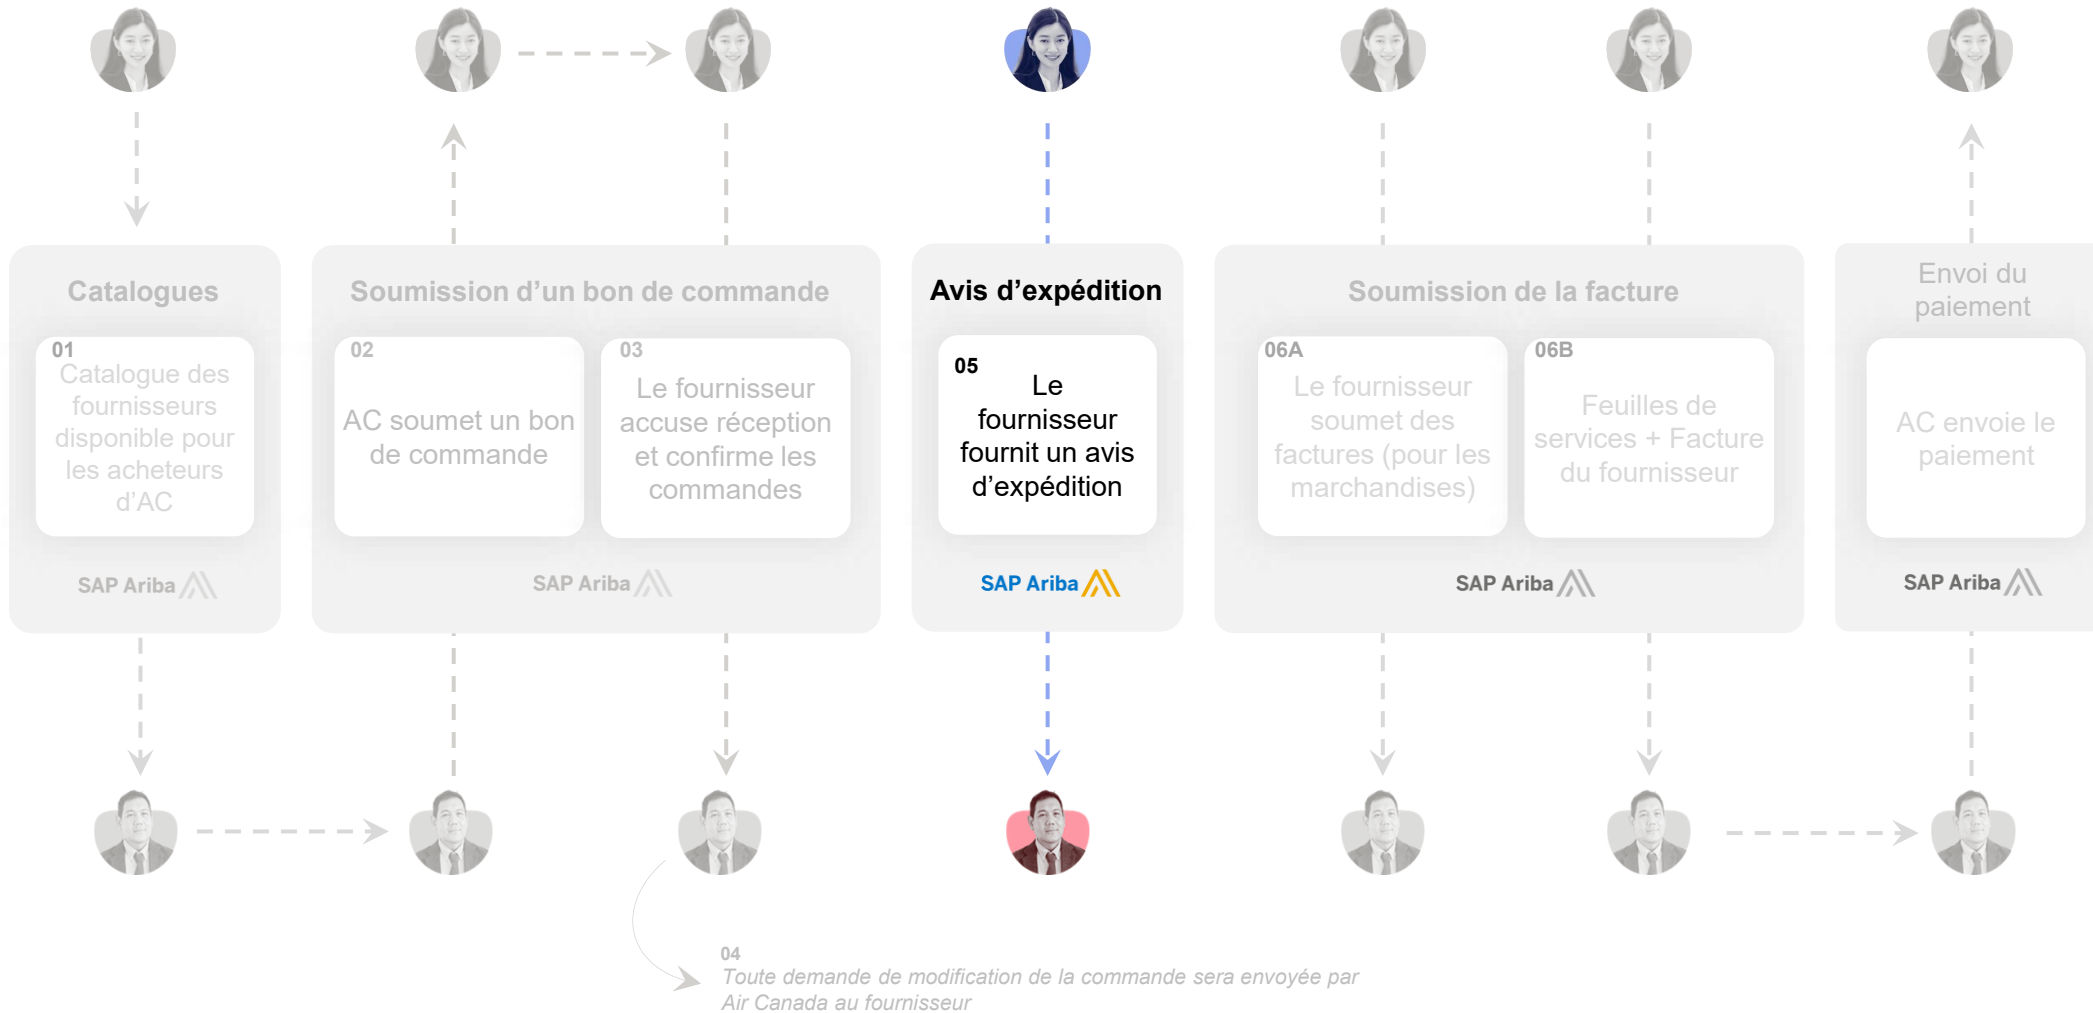 Catalogues
01
Catalogue des
fournisseurs
disponible pour
les acheteurs
d'AC
SAP Ariba
Soumission d'un bon de commande
02
AC soumet un bon
de commande
03
Le fournisseur
accuse réception
et confirme les
commandes
SAP Ariba
Avis d'expédition
05
Le
fournisseur
fournit un avis
d'expédition
SAP Ariba
Soumission de la facture
06A
Le fournisseur
soumet des
factures (pour les
marchandises)
06B
Feuilles de
services + Facture
du fournisseur
SAP Ariba
Envoi du
paiement
AC envoie le
paiement
SAP Ariba
04
Toute demande de modification de la commande sera envoyée par
Air Canada au fournisseur